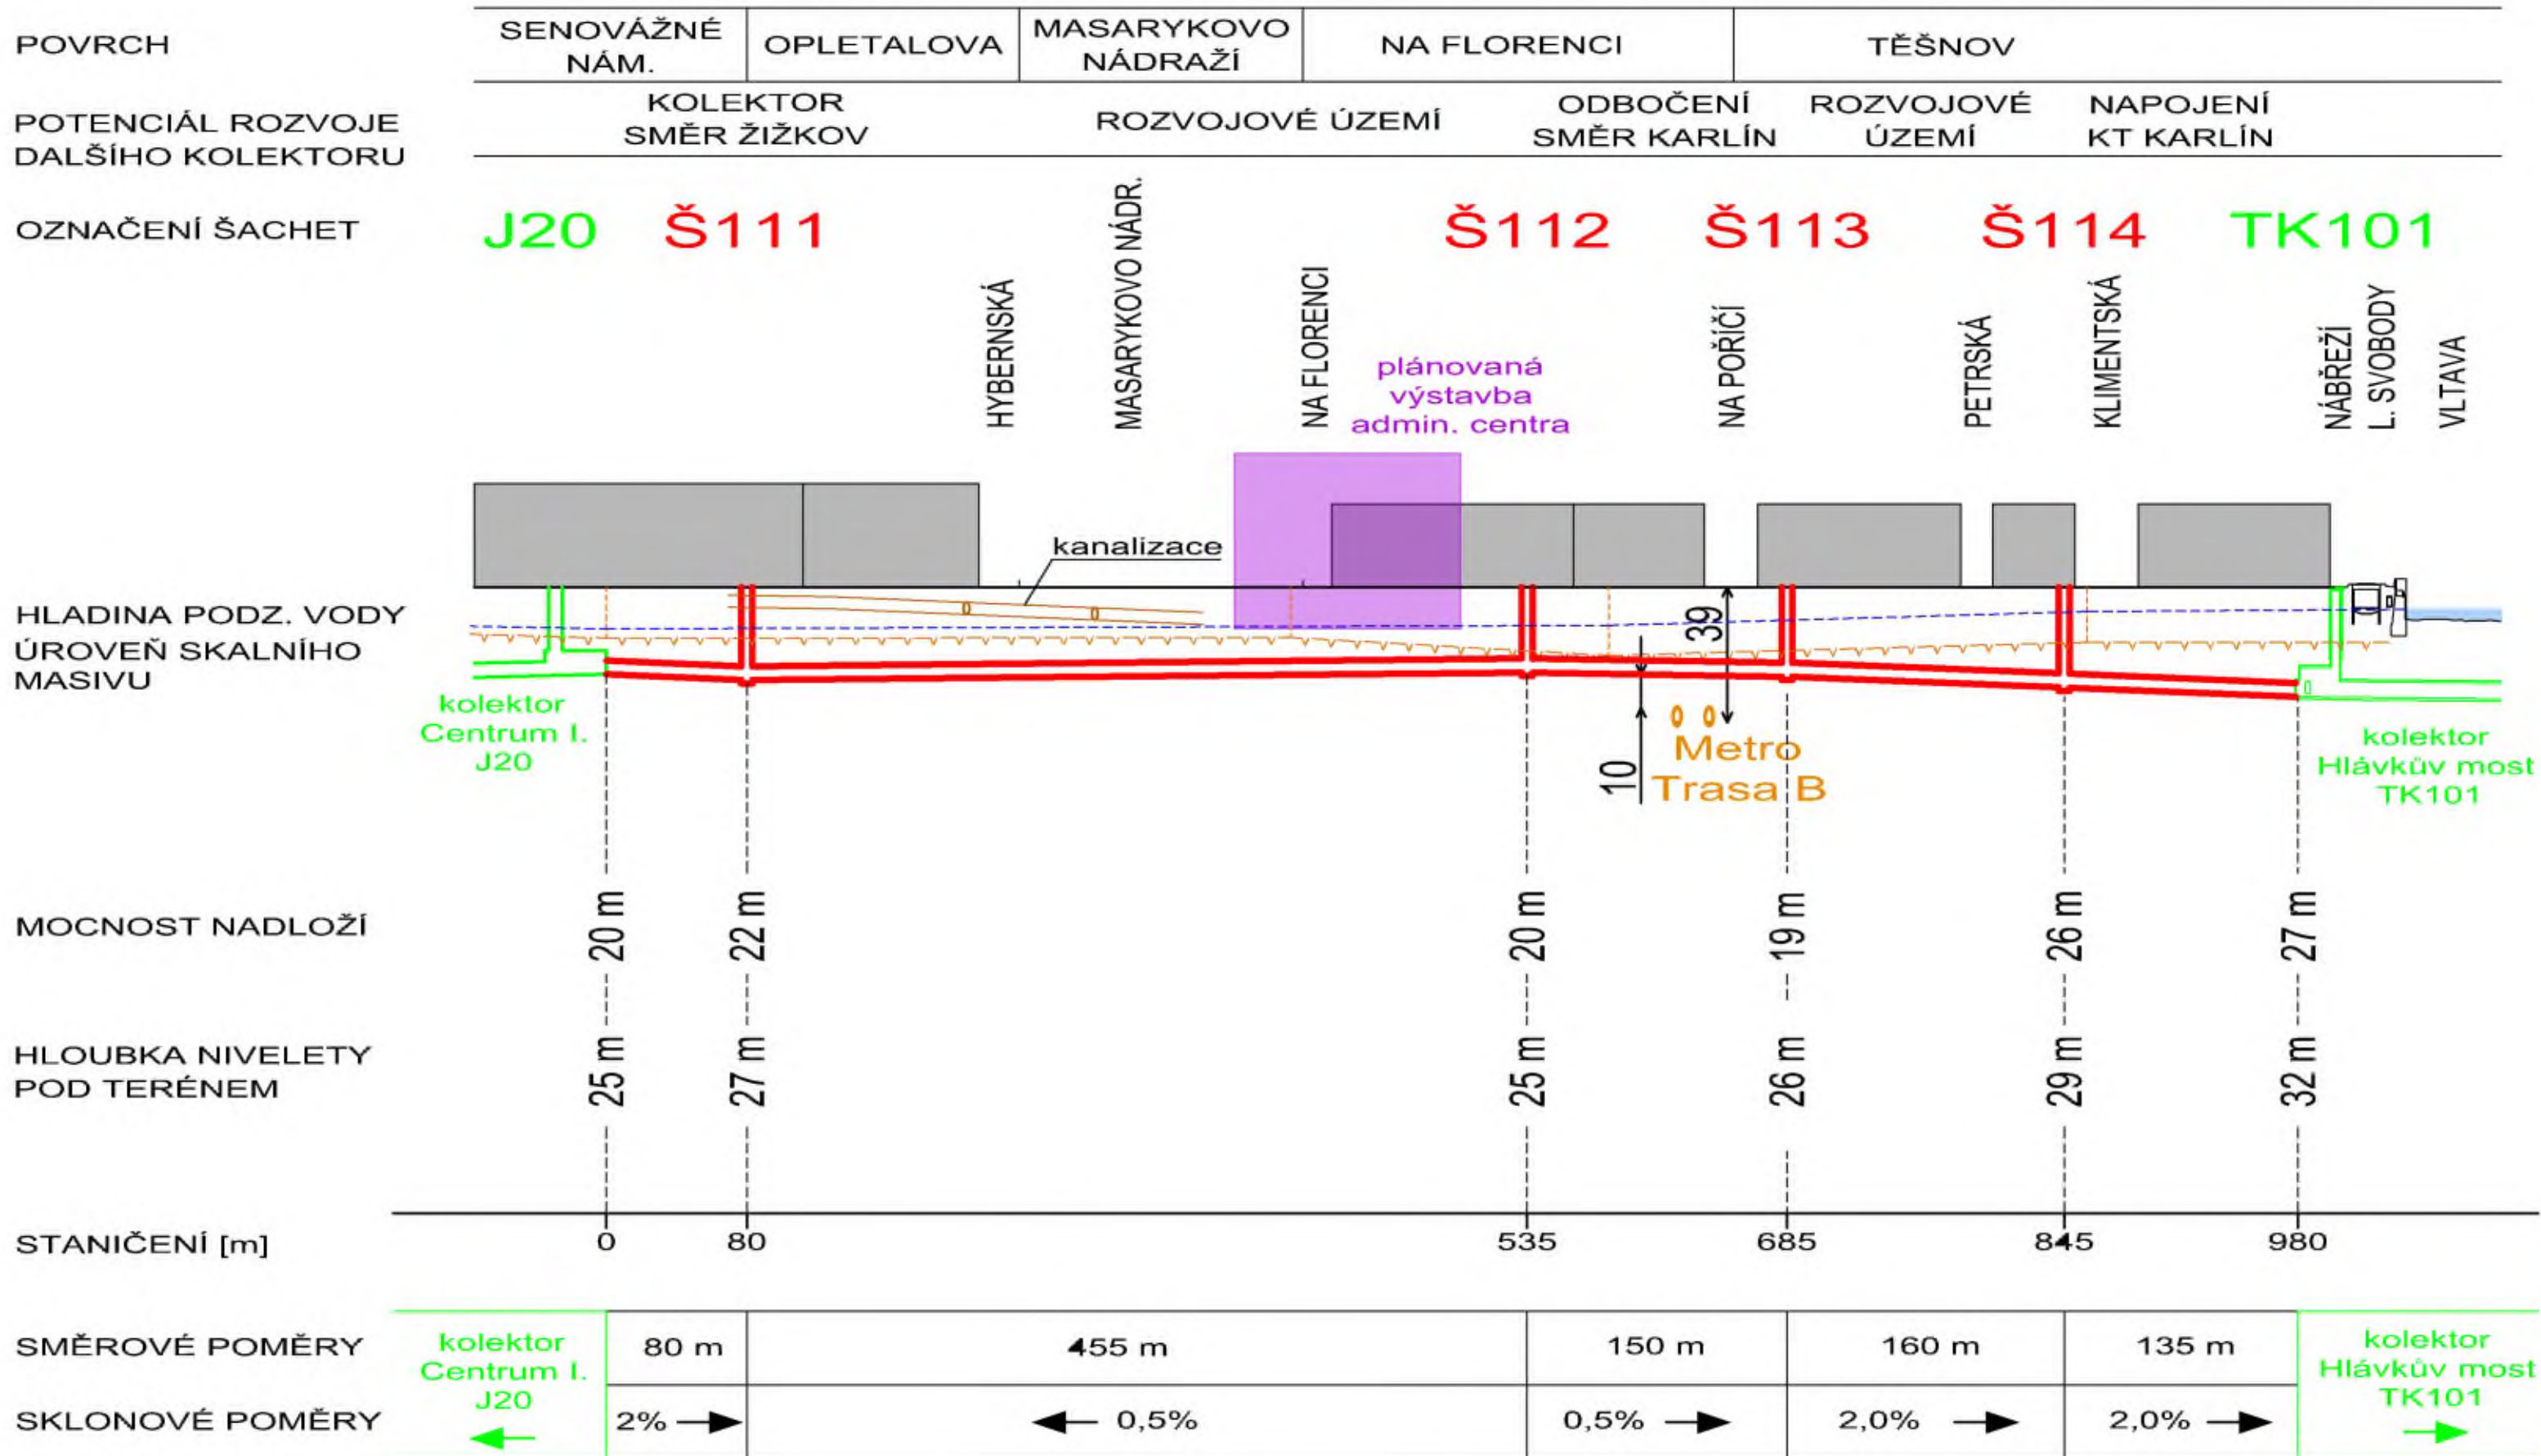 POVRCH
SENOVÁŽNÉ
NÁM.
OPLETALOVA
MASARYKOVO
NÁDRAŽÍ
NA FLORENCI
TĚŠNOV
POTENCIÁL ROZVOJE
DALŠÍHO KOLEKTORU
KOLEKTOR
SMĚR ŽIŽKOV
ROZVOJOVÉ ÚZEMÍ
ODBOČENÍ
SMĚR KARLÍN
ROZVOJOVÉ
ÚZEMÍ
NAPOJENÍ
KT KARLÍN
OZNAČENÍ ŠACHET
J20
Š111
Š112
Š113
Š114
TK101
HYBERNSKÁ
MASARYKOVO NÁDR.
NA FLORENCI
plánovaná
výstavba
admin. centra
NA POŘÍČÍ
PETRSKÁ
KLIMENTSKÁ
NÁBŘEŽÍ
L. SVOBODY
VLTAVA
kanalizace
HLADINA PODZ. VODY
ÚROVEŇ SKALNÍHO
MASIVU
39
10
kolektor
Centrum I.
J20
Metro
Trasa B
kolektor
Hlávkův most
TK101
MOCNOST NADLOŽÍ
20 m
22 m
20 m
19 m
26 m
27 m
HLOUBKA NIVELETY
POD TERÉNEM
25 m
27 m
25 m
26 m
29 m
32 m
STANIČENÍ [m]
0
80
535
685
845
980
SMĚROVÉ POMĚRY
kolektor
Centrum I.
J20
80 m
455 m
150 m
160 m
135 m
kolektor
Hlávkův most
TK101
SKLONOVÉ POMĚRY
2%
0,5%
0,5%
2,0%
2,0%